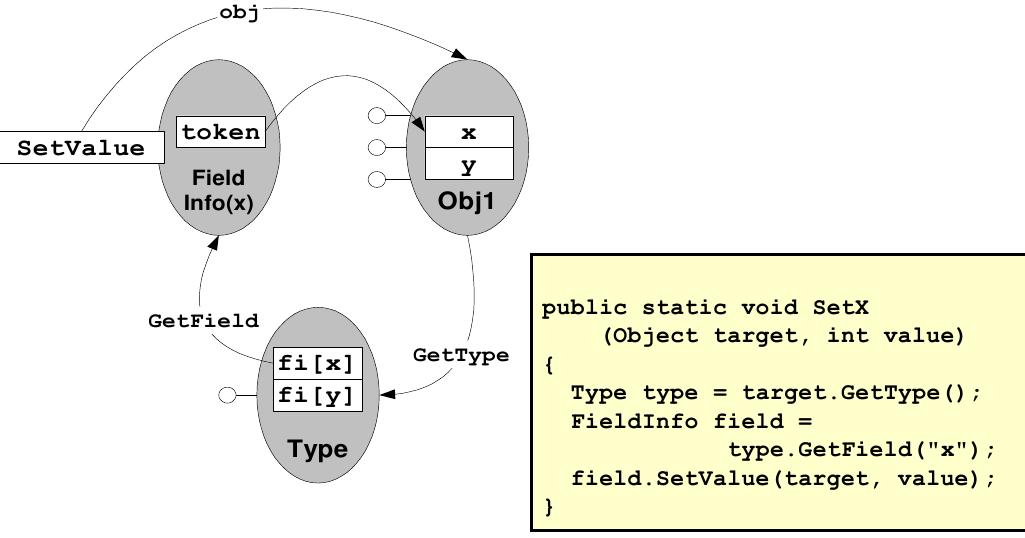 obj
SetValue
token
Field
Info(x)
x
y
Obj1
GetField
GetType
fi[x]
fi[y]
Type
public static void SetX
(Object target, int value)
{
Type type = target.GetType();
FieldInfo field =
type.GetField("x");
field.SetValue(target, value);
}